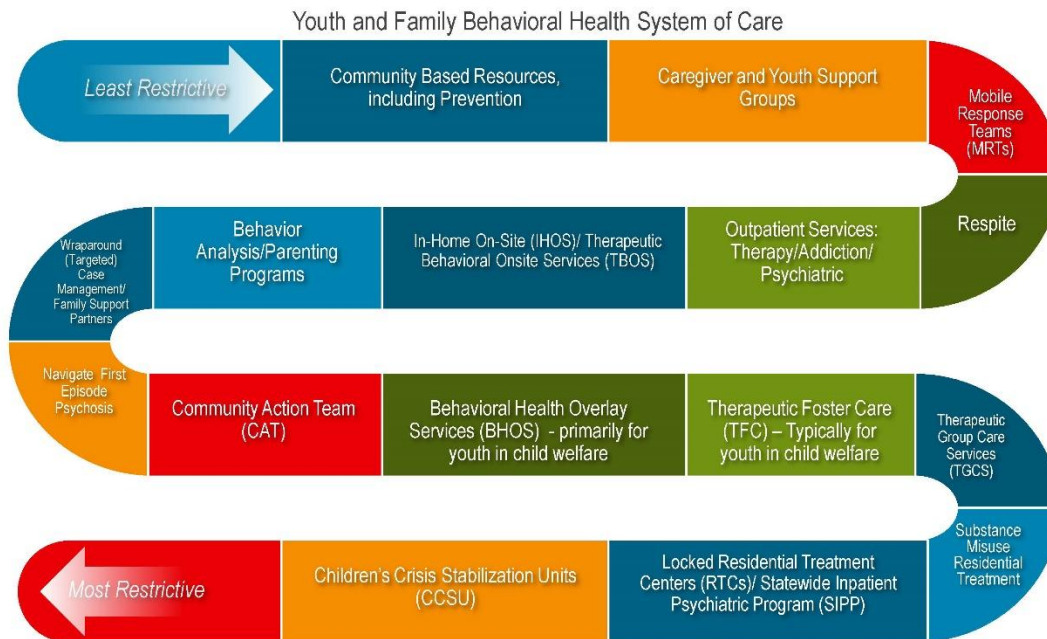 Youth and Family Behavioral Health System of Care
Least Restrictive
Community Based Resources,
including Prevention
Caregiver and Youth Support
Groups
Mobile
Response
Teams
(MRTs)
Respite
Outpatient Services:
Therapy/Addiction/
Psychiatric
In-Home On-Site (IHOS)/ Therapeutic
Behavioral Onsite Services (TBOS)
Behavior
Analysis/Parenting
Programs
Wraparound
(Targeted)
Case
Management/
Family Support
Partners
Navigate First
Episode
Psychosis
Community Action Team
(CAT)
Behavioral Health Overlay
Services (BHOS) - primarily for
youth in child welfare
Therapeutic Foster Care
(TFC) – Typically for
youth in child welfare
Therapeutic
Group Care
Services
(TGCS)
Substance
Misuse
Residential
Treatment
Locked Residential Treatment
Centers (RTCs)/ Statewide Inpatient
Psychiatric Program (SIPP)
Children's Crisis Stabilization Units
(CCSU)
Most Restrictive